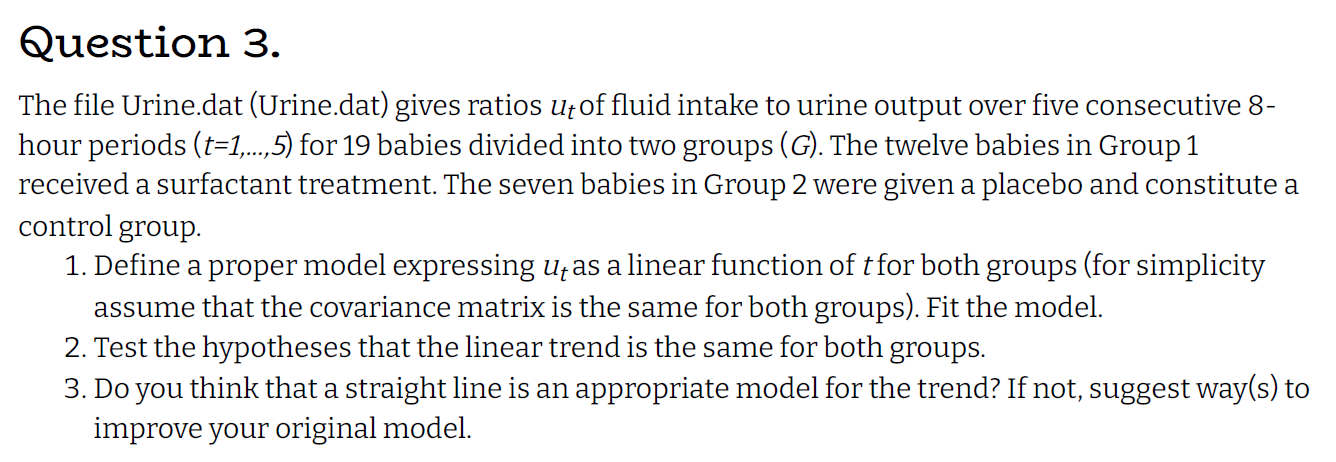 Question 3.
The file Urine.dat (Urine.dat) gives ratios uₜ of fluid intake to urine output over five consecutive 8-
hour periods (t=1,...,5) for 19 babies divided into two groups (G). The twelve babies in Group 1
received a surfactant treatment. The seven babies in Group 2 were given a placebo and constitute a
control group.
1. Define a proper model expressing uₜ as a linear function of t for both groups (for simplicity
assume that the covariance matrix is the same for both groups). Fit the model.
2. Test the hypotheses that the linear trend is the same for both groups.
3. Do you think that a straight line is an appropriate model for the trend? If not, suggest way(s) to
improve your original model.